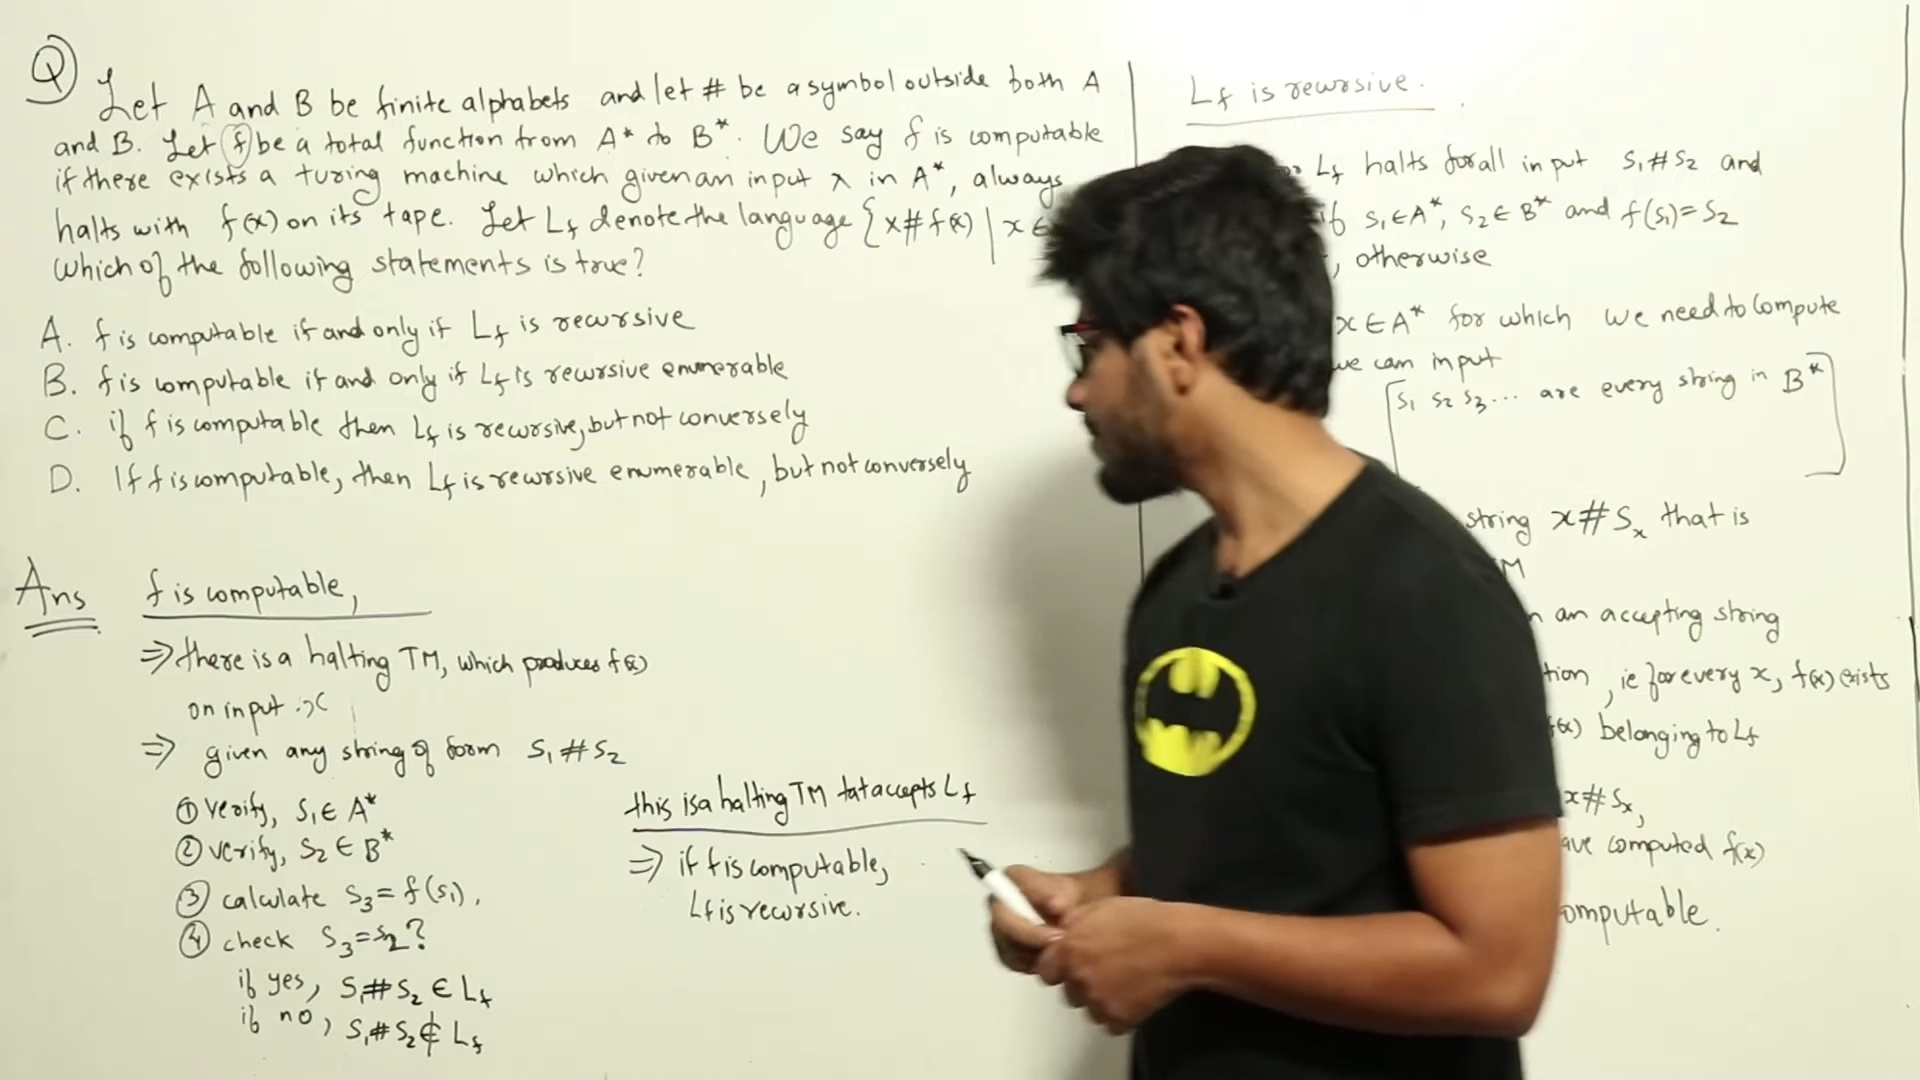 Q
Let A and B be finite alphabets and let # be a symbol outside both A
and B. Let f be a total function from A* to B*. We say f is computable
if there exists a turing machine which given an input x in A*, always
halts with f(x) on its tape. Let Lf denote the language {x#f(x) | x ∈
which of the following statements is true?
A. f is computable if and only if Lf is recursive
B. f is computable if and only if Lf is recursive enumerable
C. if f is computable then Lf is recursive, but not conversely
D. If f is computable, then Lf is recursive enumerable, but not conversely
Ans
f is computable,
⇒ there is a halting TM, which produces f(x)
on input x
⇒ given any string of form S1 # S2
① Verify, S1 ∈ A*
② verify, S2 ∈ B*
③ calculate S3 = f(s1),
④ check S3 = S2?
if yes, S1#S2 ∈ Lf
if no, S1#S2 ∉ Lf
this is a halting TM tat accepts Lf
⇒ if f is computable,
Lf is recursive.
Lf is recursive.
Lf halts for all input S1#S2 and
if S1∈A*, S2∈B* and f(s1)=S2
, otherwise
x∈A* for which we need to compute
we can input
S1 S2 S3... are every string in B*
string x#Sx that is
an accepting string
, ie for every x, f(x) exists
belonging to Lf
x#Sx,
computed f(x)